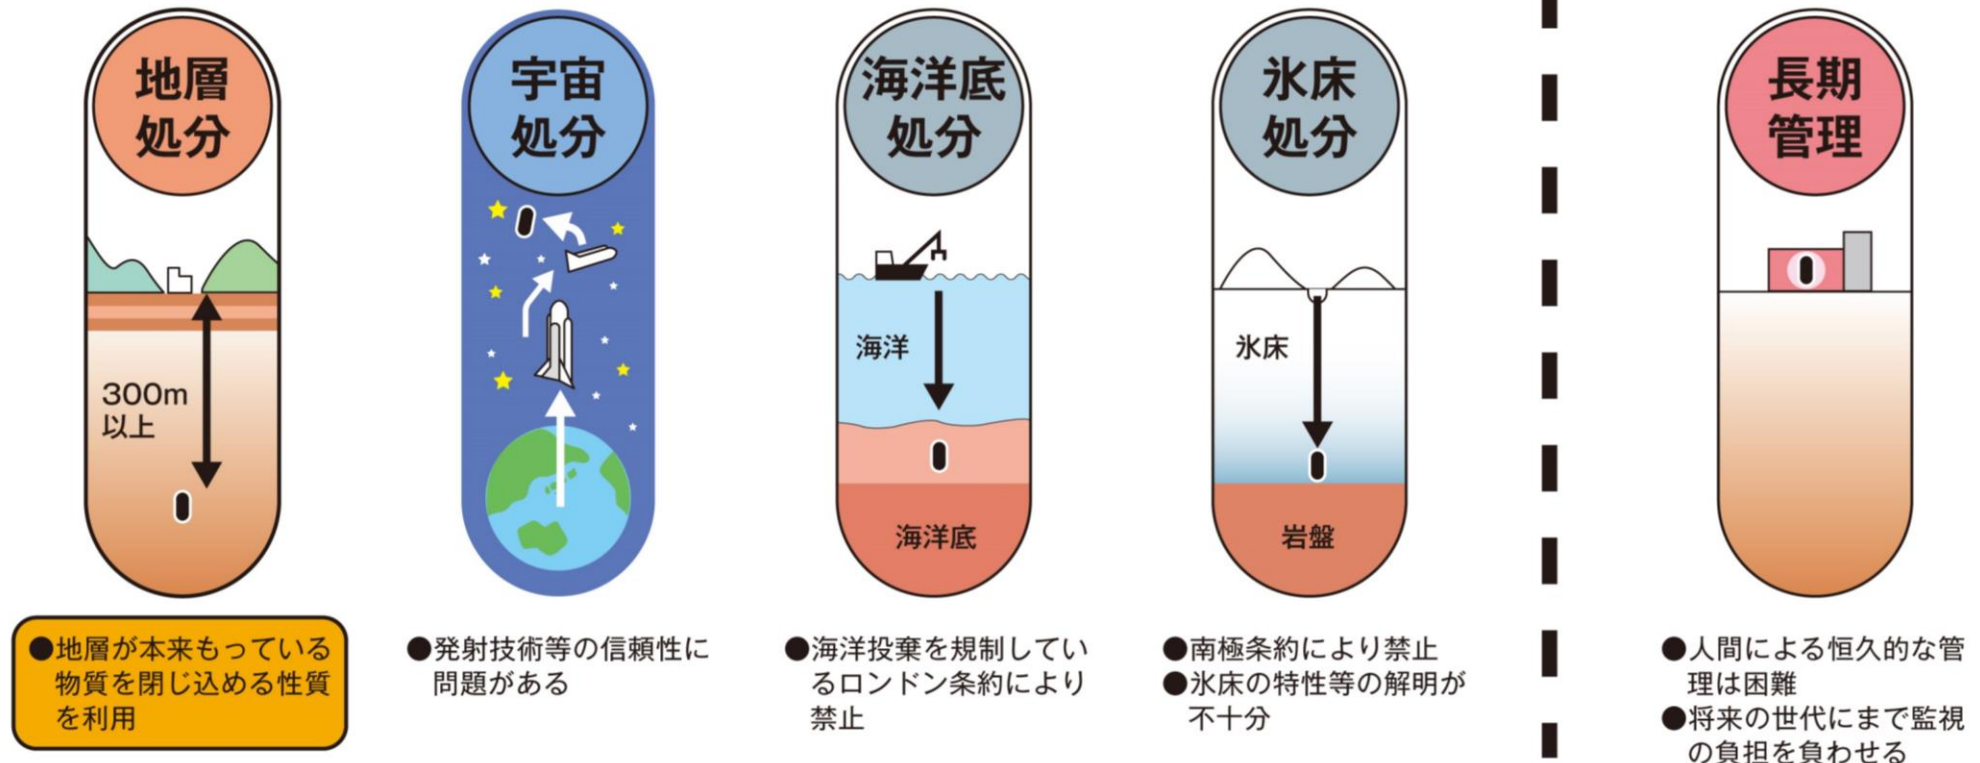 地層
処分
300m
以上
●地層が本来もっている
物質を閉じ込める性質
を利用
宇宙
処分
●発射技術等の信頼性に
問題がある
海洋底
処分
海洋
海洋底
●海洋投棄を規制してい
るロンドン条約により
禁止
氷床
処分
氷床
岩盤
●南極条約により禁止
●氷床の特性等の解明が
不十分
長期
管理
●人間による恒久的な管
理は困難
●将来の世代にまで監視
の負担を負わせる